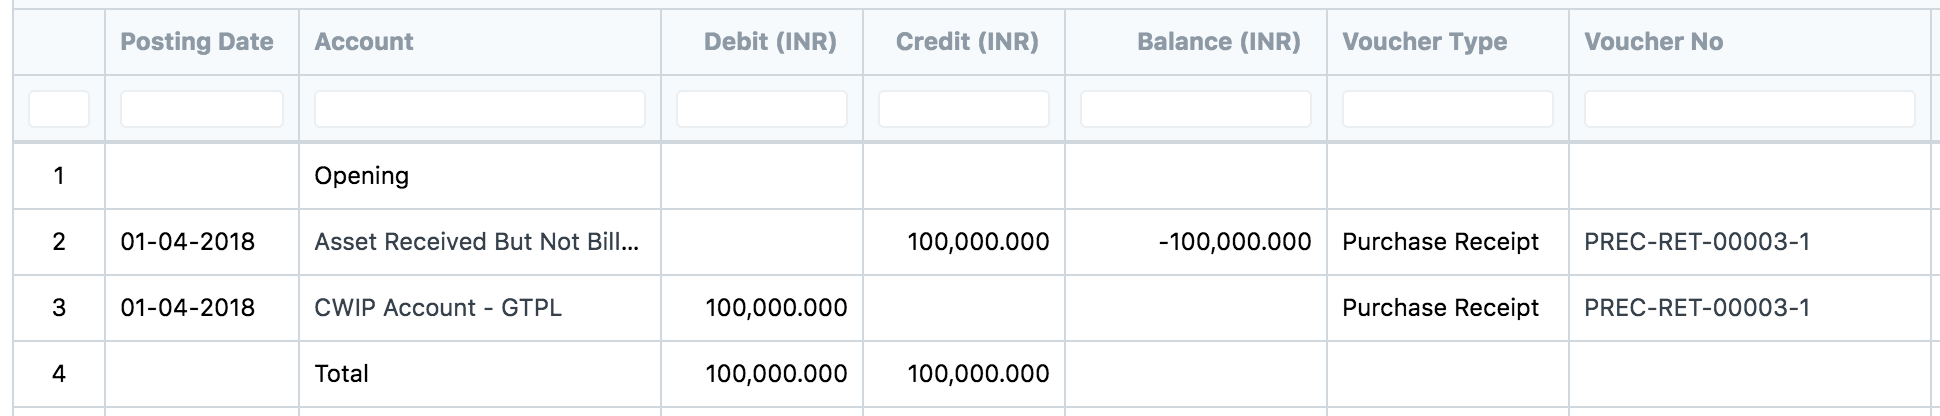 Posting Date Account Debit (INR) Credit (INR) Balance (INR) Voucher Type Voucher No
1 Opening
2 01-04-2018 Asset Received But Not Bill... 100,000.000 -100,000.000 Purchase Receipt PREC-RET-00003-1
3 01-04-2018 CWIP Account - GTPL 100,000.000 Purchase Receipt PREC-RET-00003-1
4 Total 100,000.000 100,000.000